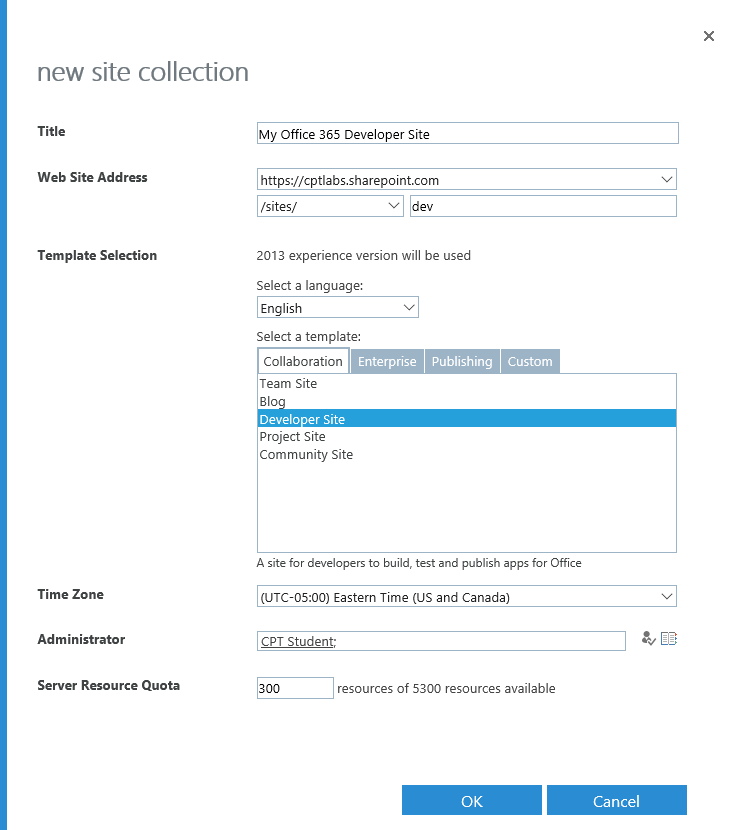 new site collection
Title
My Office 365 Developer Site
Web Site Address
https://cptlabs.sharepoint.com
/sites/ dev
Template Selection
2013 experience version will be used
Select a language:
English
Select a template:
Collaboration Enterprise Publishing Custom
Team Site
Blog
Developer Site
Project Site
Community Site
A site for developers to build, test and publish apps for Office
Time Zone
(UTC-05:00) Eastern Time (US and Canada)
Administrator
CPT Student;
Server Resource Quota
300 resources of 5300 resources available
OK Cancel